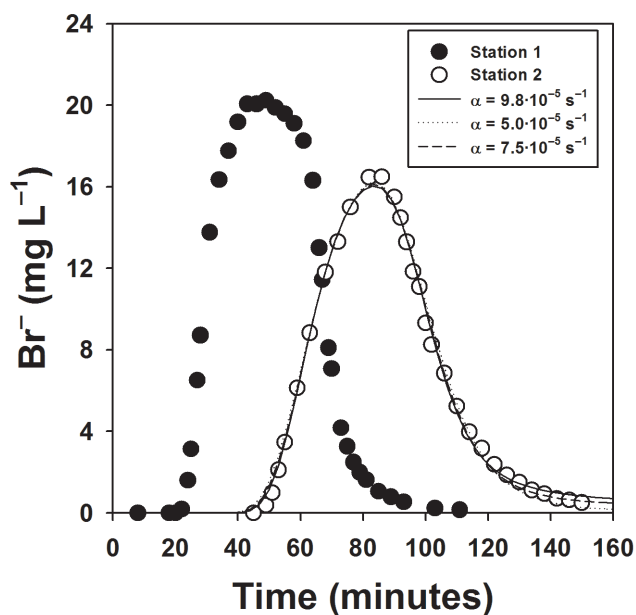 24
20
16
12
8
4
0
Br⁻ (mg L⁻¹)
Station 1
Station 2
α = 9.8·10⁻⁵ s⁻¹
α = 5.0·10⁻⁵ s⁻¹
α = 7.5·10⁻⁵ s⁻¹
0 20 40 60 80 100 120 140 160
Time (minutes)